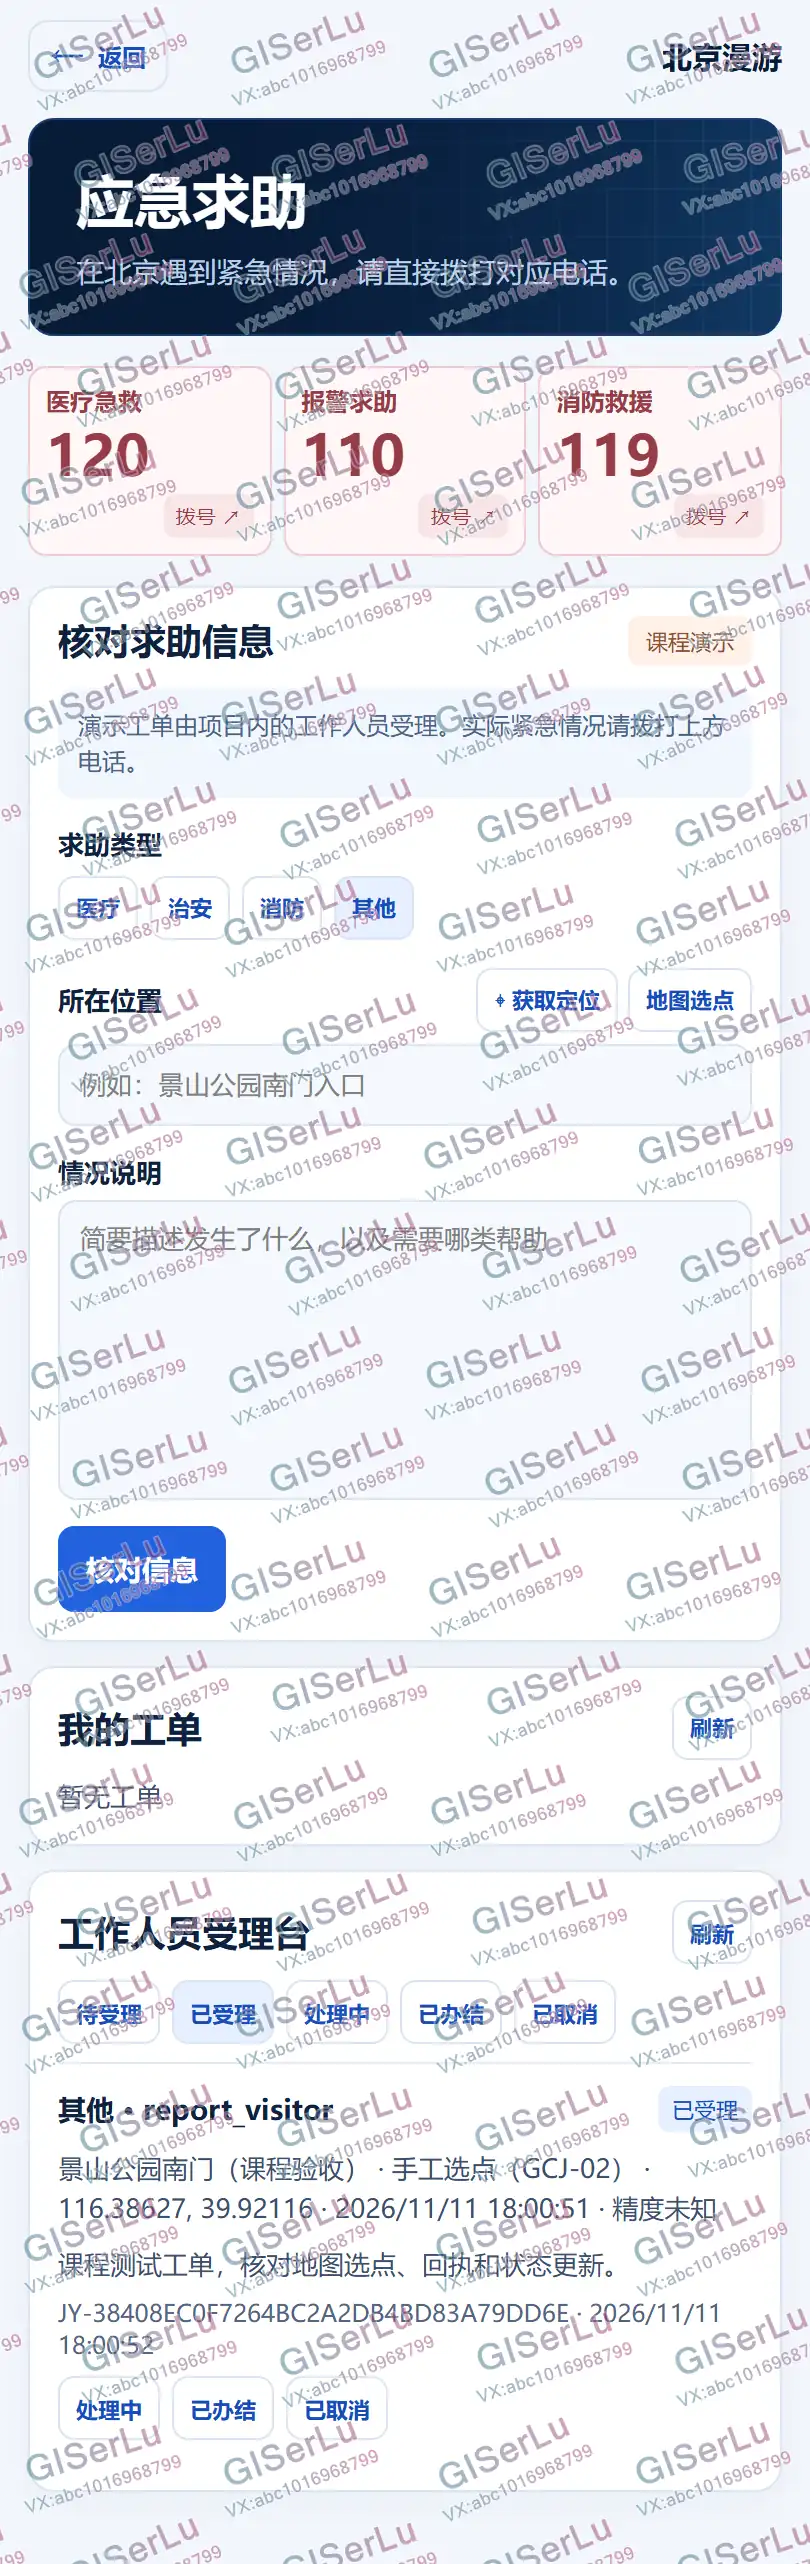 ← 返回
北京漫游
应急求助
在北京遇到紧急情况，请直接拨打对应电话。
医疗急救
120
拨号 ↗
报警求助
110
拨号 ↗
消防救援
119
拨号 ↗
核对求助信息
课程演示
演示工单由项目内的工作人员受理。实际紧急情况请拨打上方
电话。
求助类型
医疗
治安
消防
其他
所在位置
⌖ 获取定位
地图选点
例如：景山公园南门入口
情况说明
简要描述发生了什么，以及需要哪类帮助
核对信息
我的工单
刷新
暂无工单
工作人员受理台
刷新
待受理
已受理
处理中
已办结
已取消
其他 · report_visitor
已受理
景山公园南门（课程验收） · 手工选点（GCJ-02） ·
116.38627, 39.92116 · 2026/11/11 18:00:51 · 精度未知
课程测试工单，核对地图选点、回执和状态更新。
JY-38408EC0F7264BC2A2DB4BD83A79DD6E · 2026/11/11
18:00:52
处理中
已办结
已取消
GISerLu
VX:abc1016968799